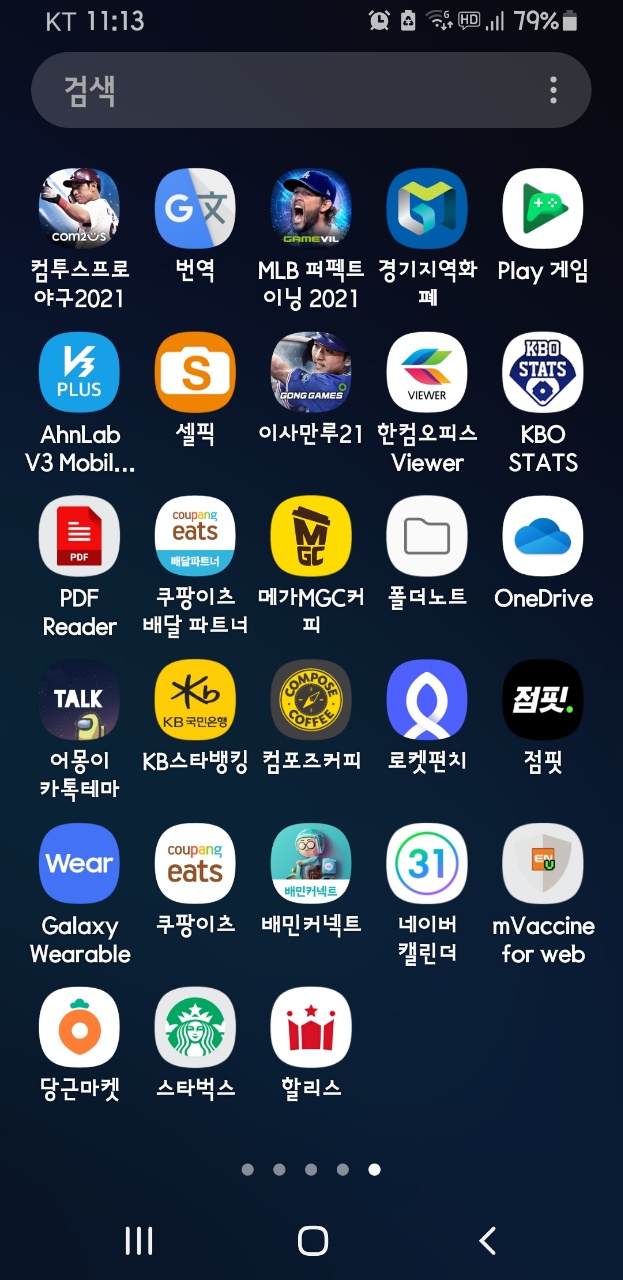 KT 11:13
HD 79%
검색
com2us
G 文
GAMEVIL
컴투스프로
야구2021
번역
MLB 퍼펙트
이닝 2021
경기지역화
폐
Play 게임
V3
PLUS
S
GONG GAMES
VIEWER
KBO
STATS
AhnLab
V3 Mobil...
셀픽
이사만루21
한컴오피스
Viewer
KBO
STATS
PDF
coupang
eats
배달파트너
M
GC
PDF
Reader
쿠팡이츠
배달 파트너
메가MGC커
피
폴더노트
OneDrive
TALK
Kb
KB국민은행
COMPOSE
COFFEE
점핏.
어몽이
카톡테마
KB스타뱅킹
컴포즈커피
로켓펀치
점핏
Wear
coupang
eats
배민커넥트
31
EN
Galaxy
Wearable
쿠팡이츠
배민커넥트
네이버
캘린더
mVaccine
for web
당근마켓
스타벅스
할리스